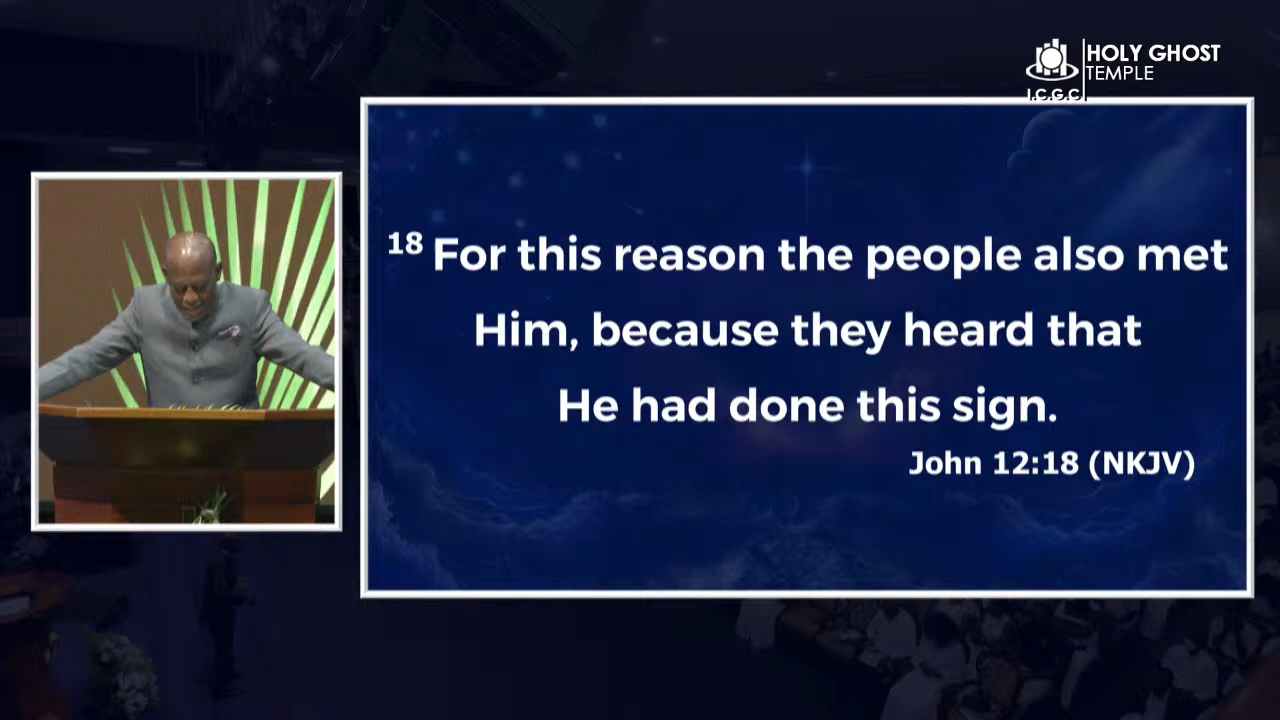 HOLY GHOST
TEMPLE
I.C.G.C
18 For this reason the people also met
Him, because they heard that
He had done this sign.
John 12:18 (NKJV)